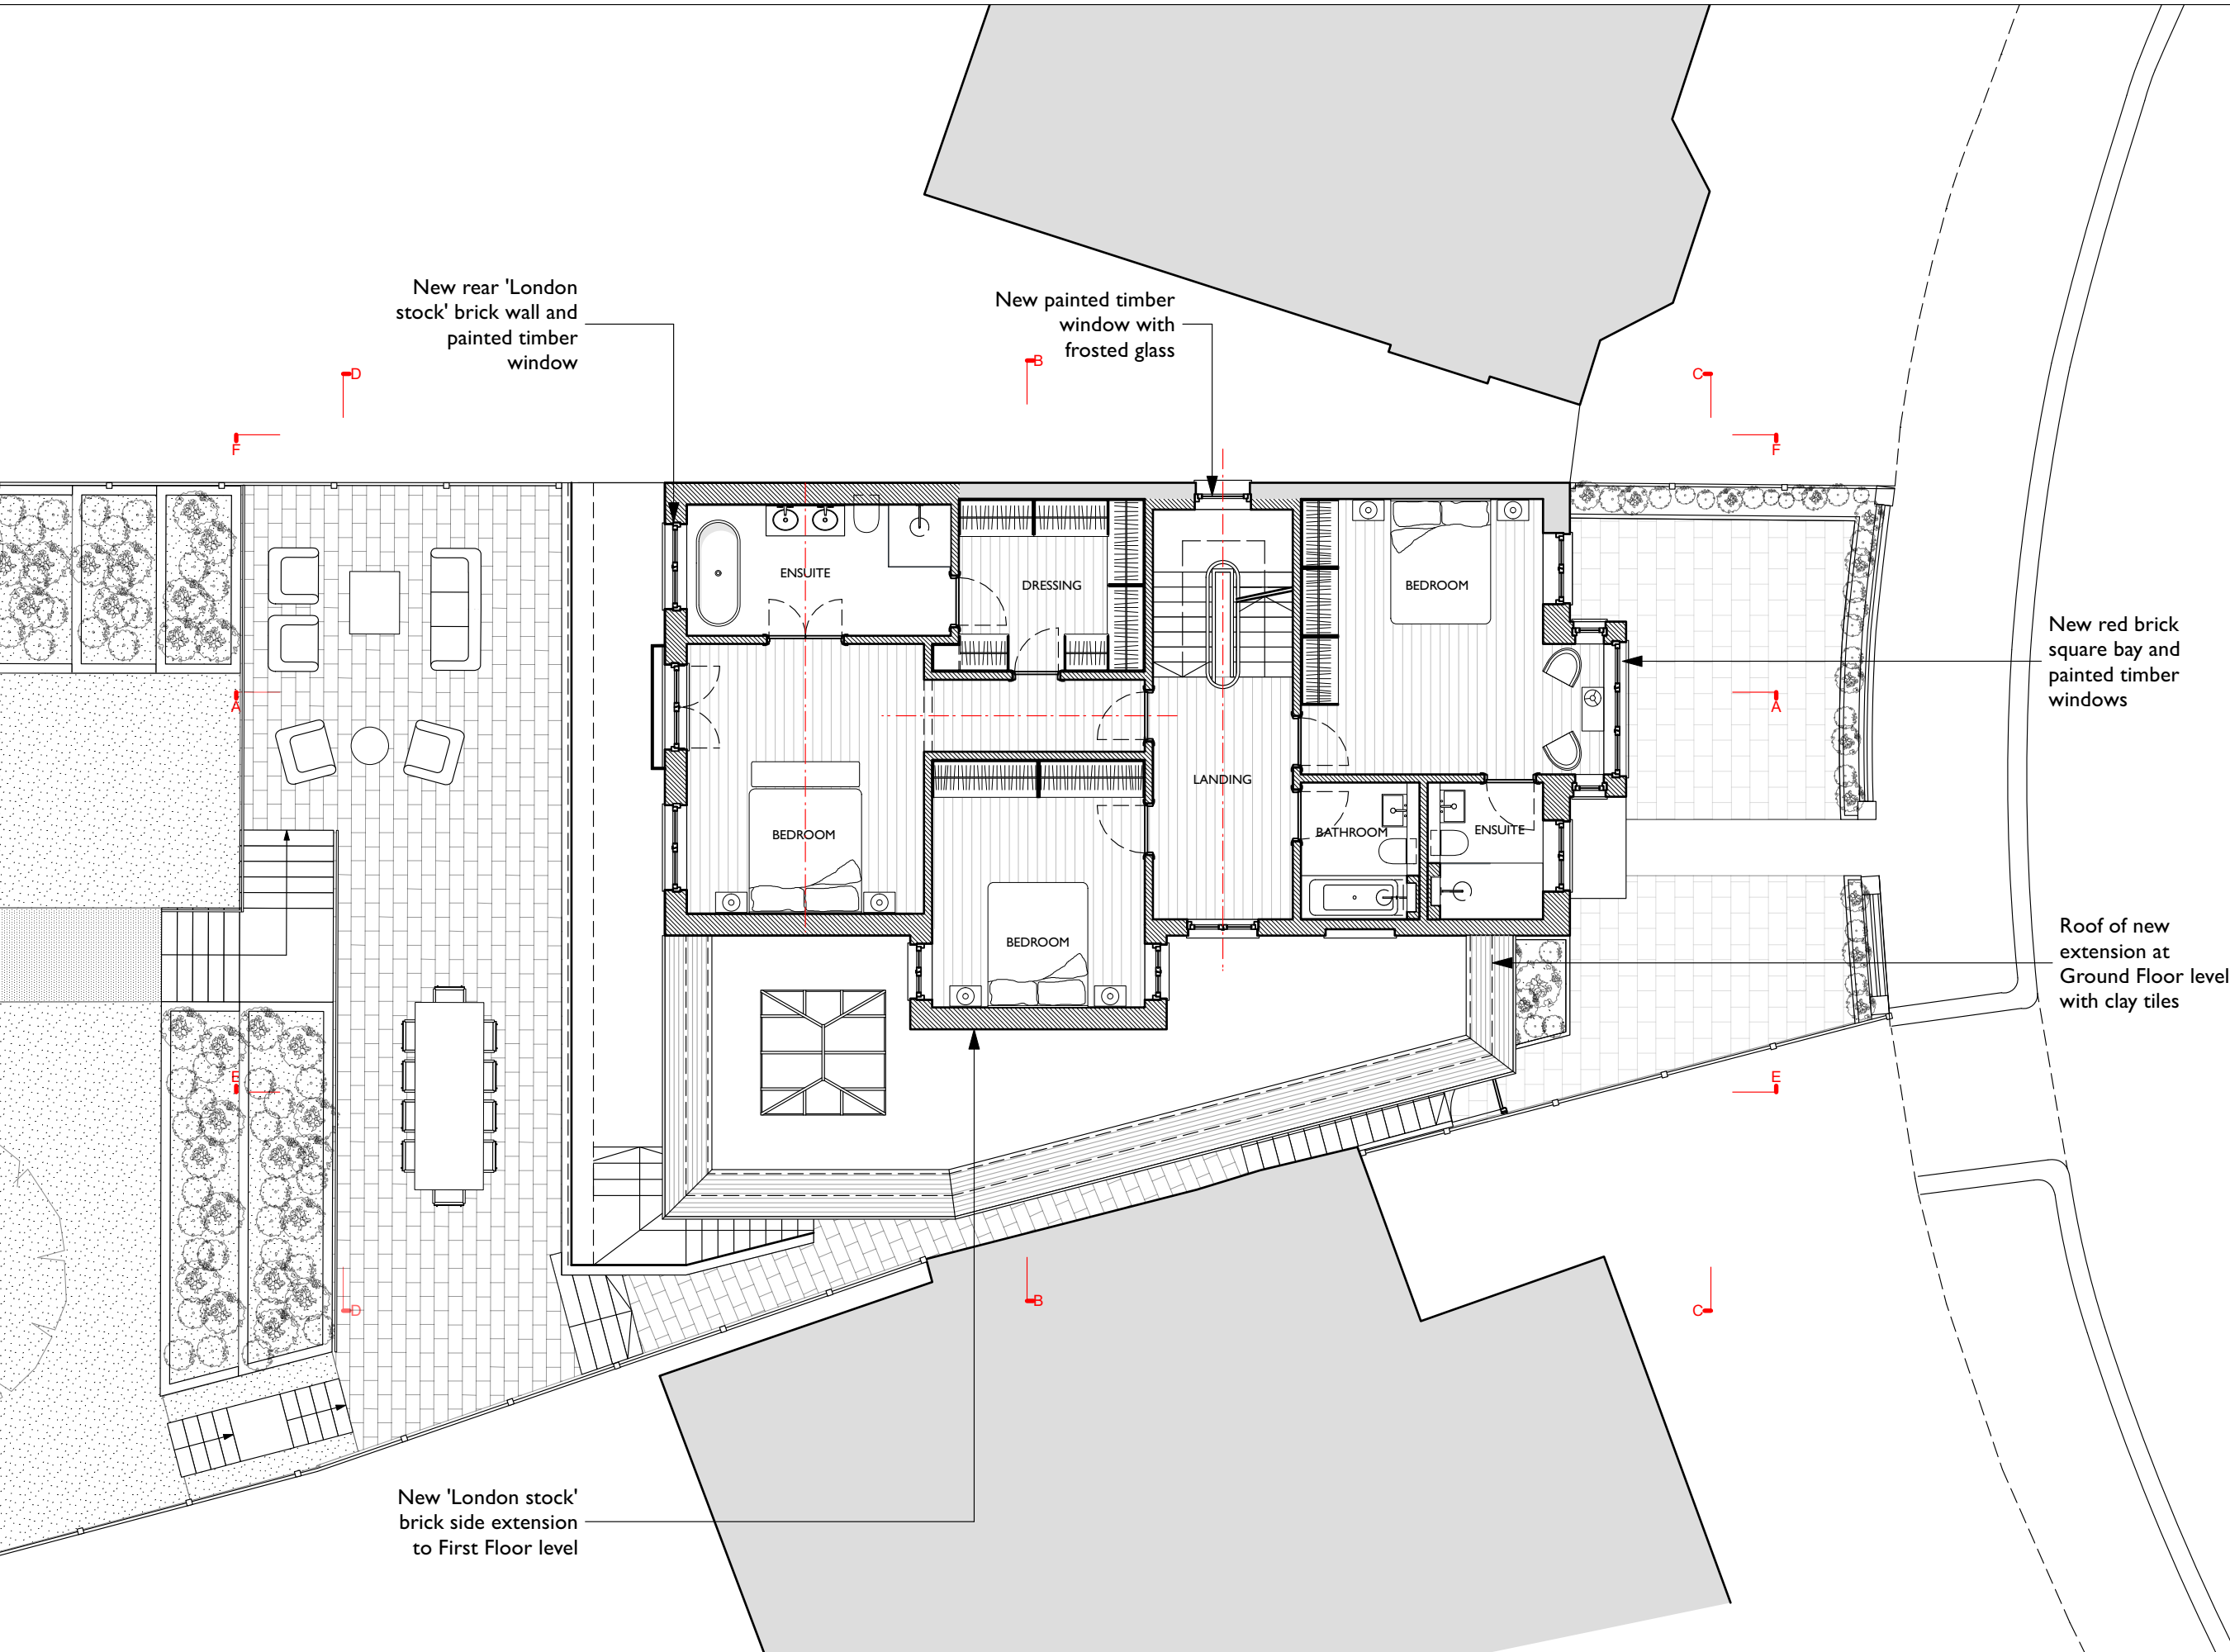 New rear 'London
stock' brick wall and
painted timber
window
New painted timber
window with
frosted glass
D
B
C
F
F
ENSUITE
DRESSING
BEDROOM
New red brick
square bay and
painted timber
windows
A
A
LANDING
BEDROOM
BATHROOM
ENSUITE
BEDROOM
Roof of new
extension at
Ground Floor level
with clay tiles
E
E
D
B
C
New 'London stock'
brick side extension
to First Floor level